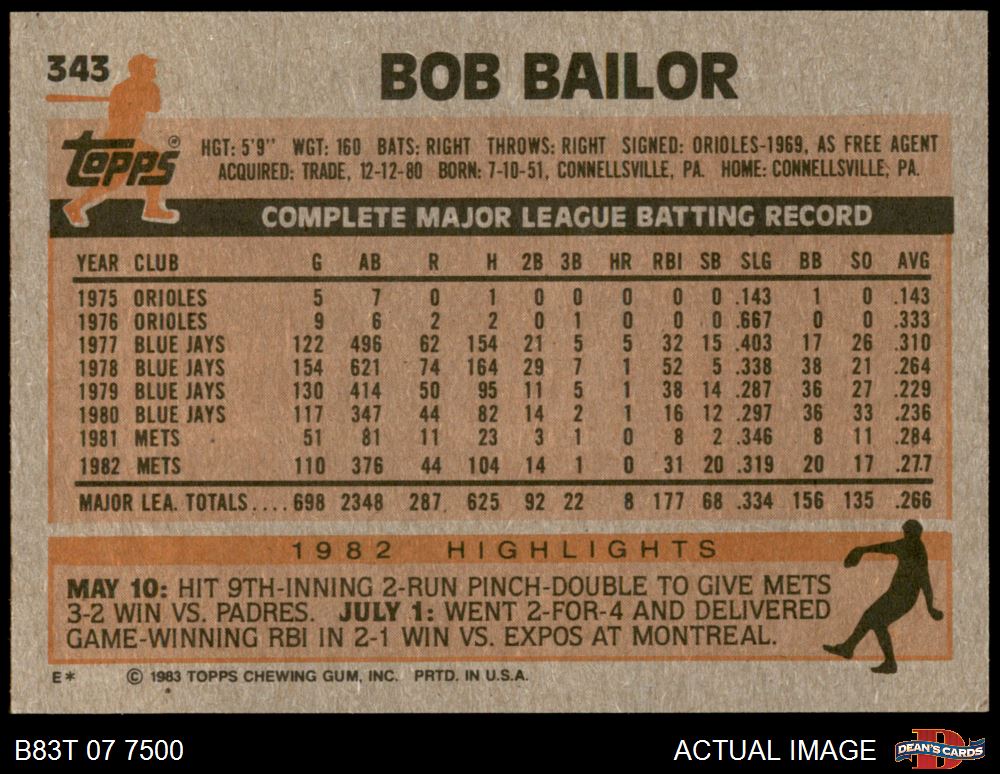 343
BOB BAILOR
Topps®
HGT: 5'9" WGT: 160 BATS: RIGHT THROWS: RIGHT SIGNED: ORIOLES-1969, AS FREE AGENT
ACQUIRED: TRADE, 12-12-80 BORN: 7-10-51, CONNELLSVILLE, PA. HOME: CONNELLSVILLE, PA.
COMPLETE MAJOR LEAGUE BATTING RECORD
YEAR CLUB G AB R H 2B 3B HR RBI SB SLG BB SO AVG
1975 ORIOLES 5 7 0 1 0 0 0 0 0 .143 1 0 .143
1976 ORIOLES 9 6 2 2 0 1 0 0 0 .667 0 0 .333
1977 BLUE JAYS 122 496 62 154 21 5 5 32 15 .403 17 26 .310
1978 BLUE JAYS 154 621 74 164 29 7 1 52 5 .338 38 21 .264
1979 BLUE JAYS 130 414 50 95 11 5 1 38 14 .287 36 27 .229
1980 BLUE JAYS 117 347 44 82 14 2 1 16 12 .297 36 33 .236
1981 METS 51 81 11 23 3 1 0 8 2 .346 8 11 .284
1982 METS 110 376 44 104 14 1 0 31 20 .319 20 17 .277
MAJOR LEA. TOTALS....698 2348 287 625 92 22 8 177 68 .334 156 135 .266
1982 HIGHLIGHTS
MAY 10: HIT 9TH-INNING 2-RUN PINCH-DOUBLE TO GIVE METS
3-2 WIN VS. PADRES. JULY 1: WENT 2-FOR-4 AND DELIVERED
GAME-WINNING RBI IN 2-1 WIN VS. EXPOS AT MONTREAL.
E* © 1983 TOPPS CHEWING GUM, INC. PRTD. IN U.S.A.
B83T 07 7500 ACTUAL IMAGE D DEAN'S CARDS